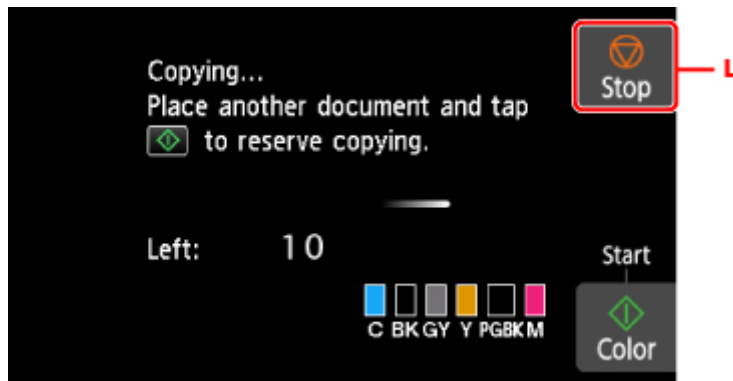 Copying...
Place another document and tap
to reserve copying.
Stop
L
Left: 10
Start
C BK GY Y PGBK M
Color